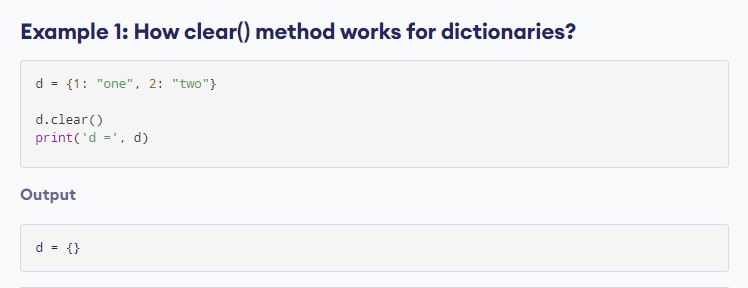 Example 1: How clear() method works for dictionaries?
d = {1: "one", 2: "two"}
d.clear()
print('d =', d)
Output
d = {}